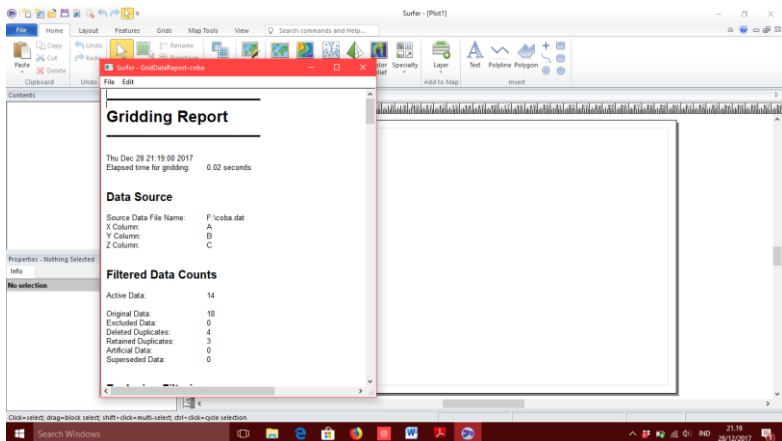 Surfer - [Plot1]
File Home Layout Features Grids Map Tools View Search commands and Help...
Paste
Copy
Cut
Delete
Clipboard
Undo
Undo
Rename
Specialty
Layer
Add to Map
Text Polyline Polygon
Insert
Contents
Surfer - GridDataReport-coba
File Edit
Gridding Report
Thu Dec 28 21:19:00 2017
Elapsed time for gridding: 0.02 seconds
Data Source
Source Data File Name: F:\coba.dat
X Column: A
Y Column: B
Z Column: C
Filtered Data Counts
Active Data: 14
Original Data: 18
Excluded Data: 0
Deleted Duplicates: 4
Retained Duplicates: 3
Artificial Data: 0
Superseded Data: 0
Properties - Nothing Selected
Info
No selection
Click=select; drag=block select; shift+click=multi-select; ctrl+click=cycle selection
Search Windows
IND
21.19
28/12/2017